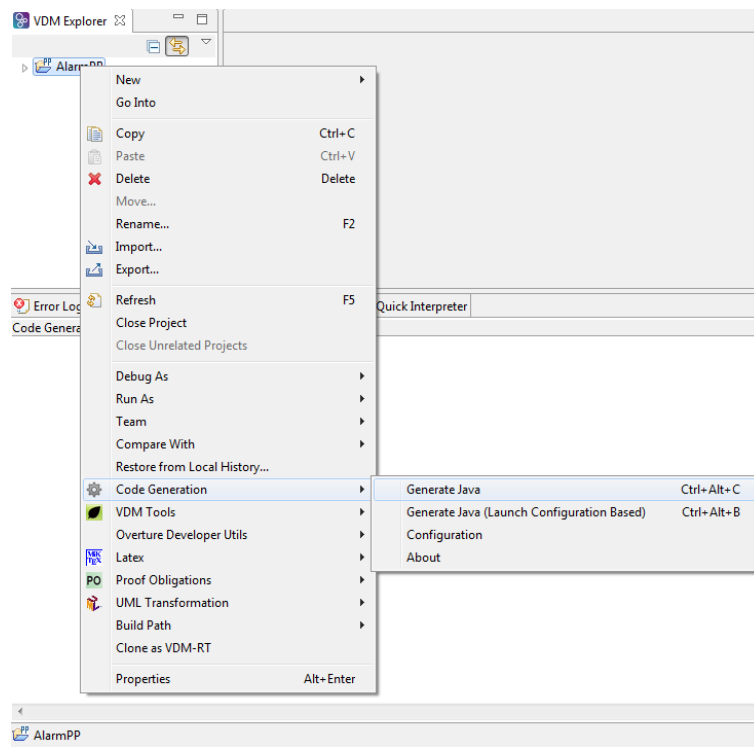 VDM Explorer
AlarmPP
New
Go Into
Copy Ctrl+C
Paste Ctrl+V
Delete Delete
Move...
Rename... F2
Import...
Export...
Refresh F5
Close Project
Close Unrelated Projects
Debug As
Run As
Team
Compare With
Restore from Local History...
Code Generation
VDM Tools
Overture Developer Utils
Latex
PO Proof Obligations
UML Transformation
Build Path
Clone as VDM-RT
Properties Alt+Enter
Error Log
Quick Interpreter
Code Genera
Generate Java Ctrl+Alt+C
Generate Java (Launch Configuration Based) Ctrl+Alt+B
Configuration
About
AlarmPP